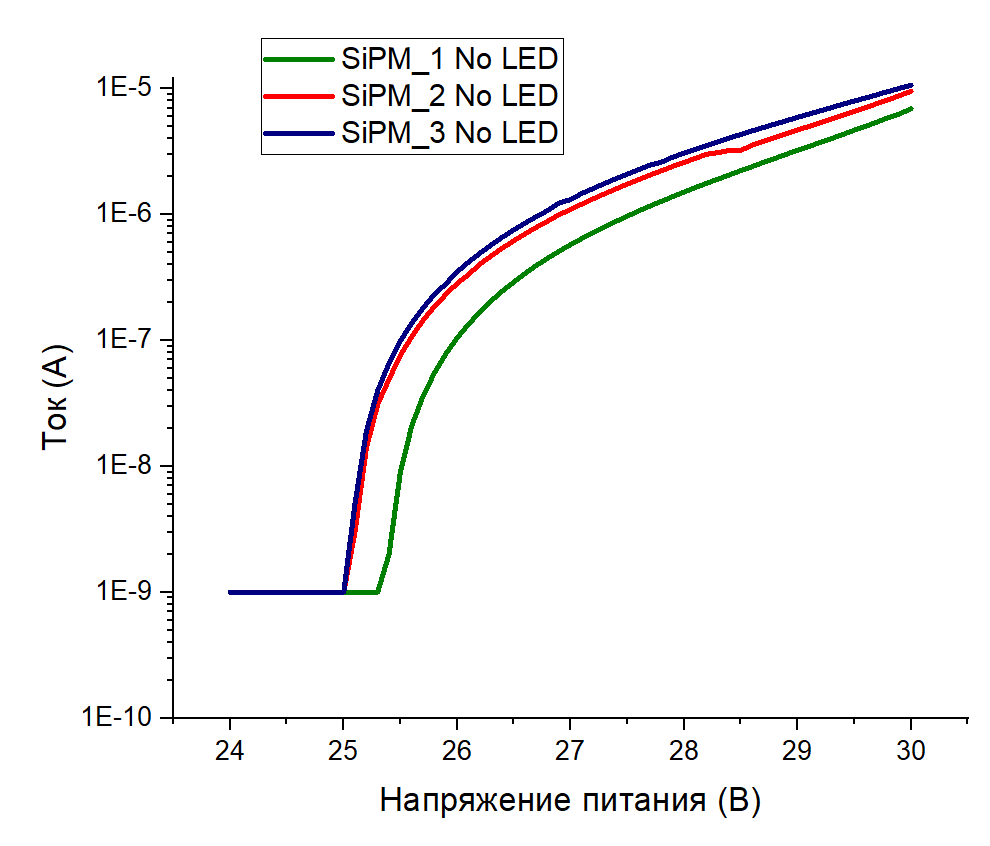 SiPM_1 No LED
SiPM_2 No LED
SiPM_3 No LED
1E-5
1E-6
1E-7
1E-8
1E-9
1E-10
Ток (А)
24 25 26 27 28 29 30
Напряжение питания (В)